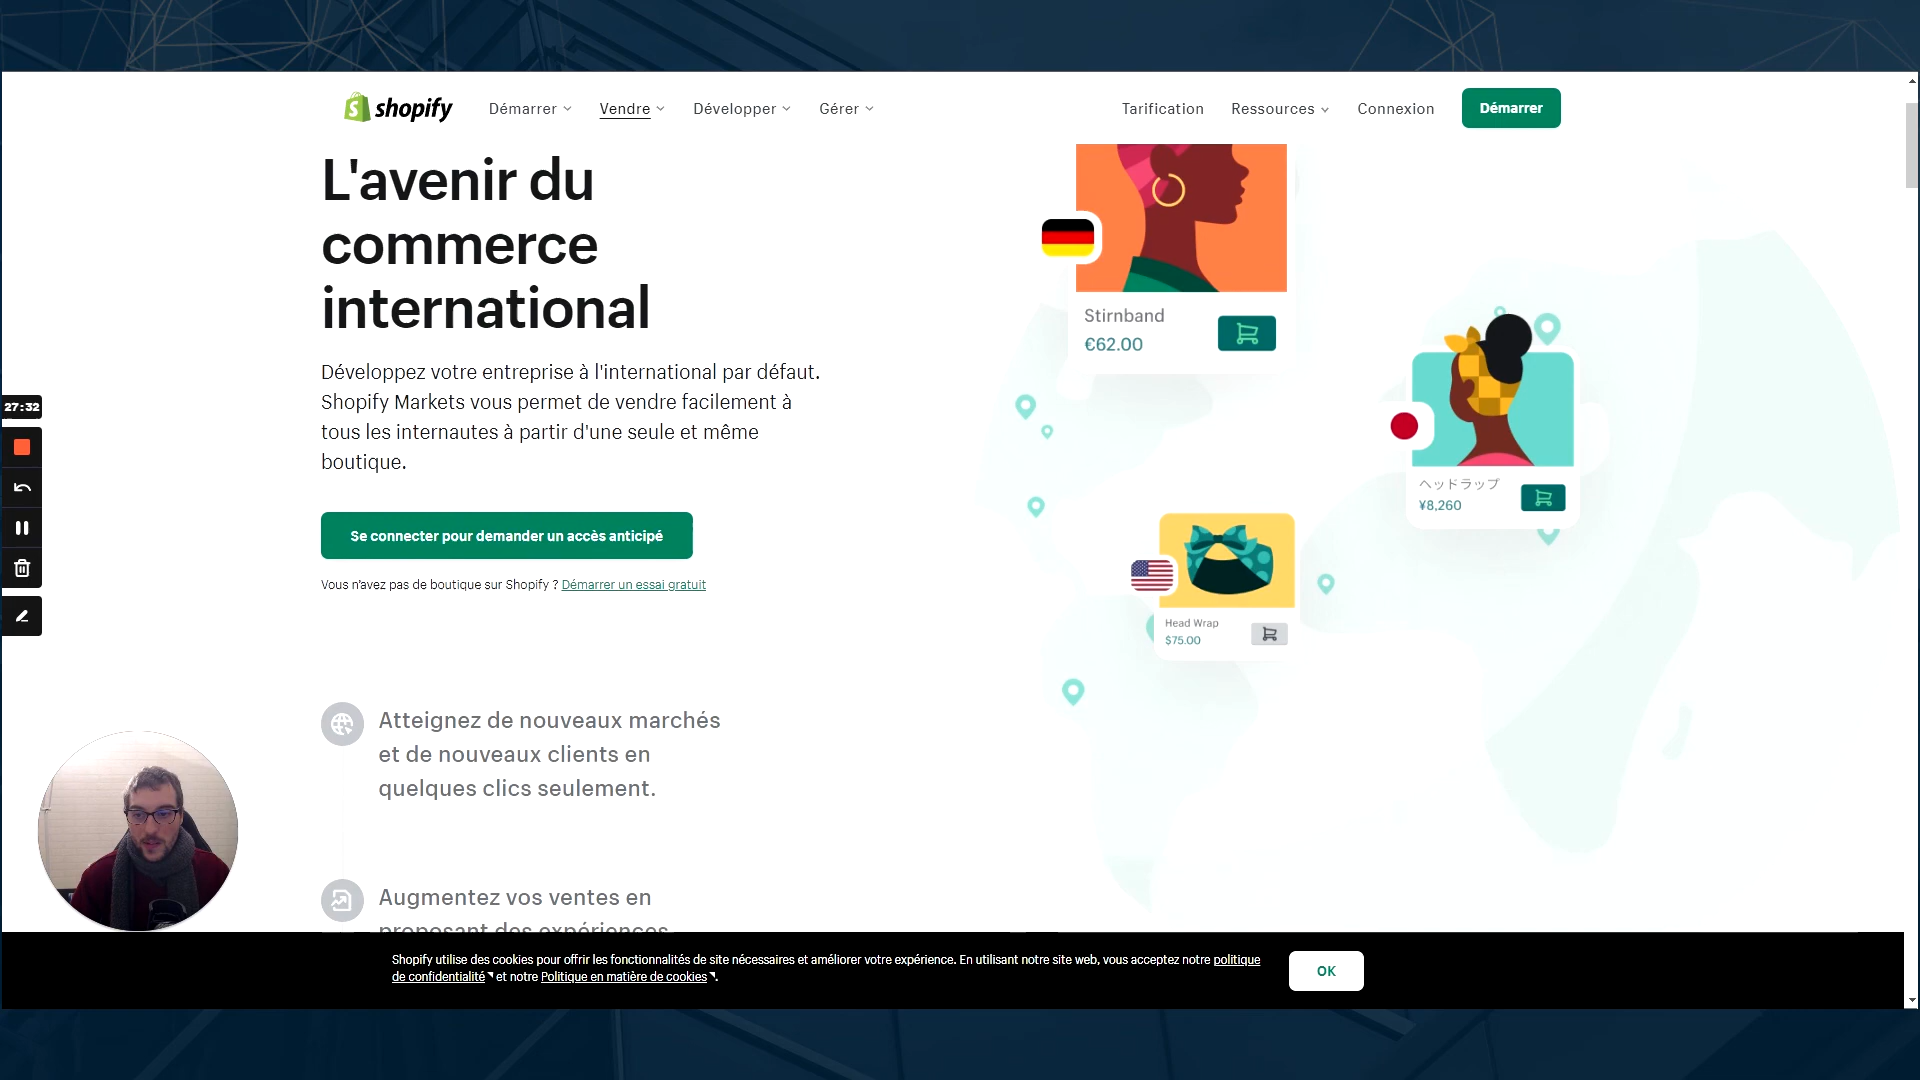 shopify
Démarrer
Vendre
Développer
Gérer
Tarification
Ressources
Connexion
Démarrer
L'avenir du
commerce
international
Développez votre entreprise à l'international par défaut.
Shopify Markets vous permet de vendre facilement à
tous les internautes à partir d'une seule et même
boutique.
Se connecter pour demander un accès anticipé
Vous n'avez pas de boutique sur Shopify ? Démarrer un essai gratuit
Stirnband
€62.00
ヘッドラップ
¥8,260
Head Wrap
$75.00
27:32
Atteignez de nouveaux marchés
et de nouveaux clients en
quelques clics seulement.
Augmentez vos ventes en
proposant des expériences
Shopify utilise des cookies pour offrir les fonctionnalités de site nécessaires et améliorer votre expérience. En utilisant notre site web, vous acceptez notre politique
de confidentialité et notre Politique en matière de cookies.
OK